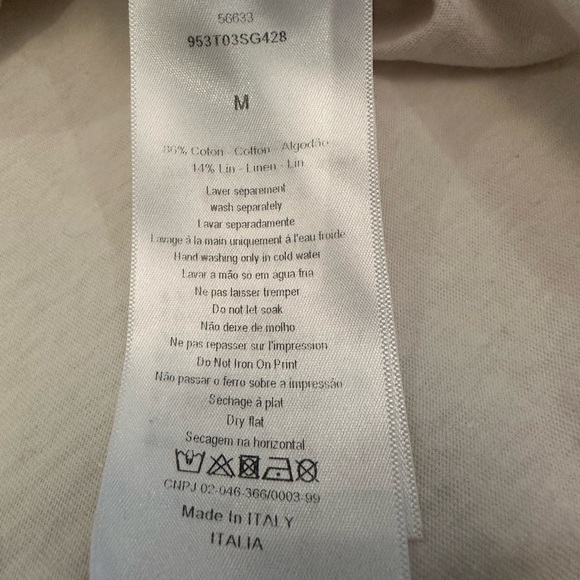 56633
953T03SG428
M
86% Coton - Cotton - Algodão
14% Lin - Linen - Lin
Laver separement
wash separately
Lavar separadamente
Lavage à la main uniquement á l'eau froide
Hand washing only in cold water
Lavar a mão so em agua fria
Ne pas laisser tremper
Do not let soak
Não deixe de molho
Ne pas repasser sur l'impression
Do Not Iron On Print
Não passar o ferro sobre a impressão
Sechage á plat
Dry flat
Secagem na horizontal
CNPJ 02-046-366/0003-99
Made In ITALY
ITALIA